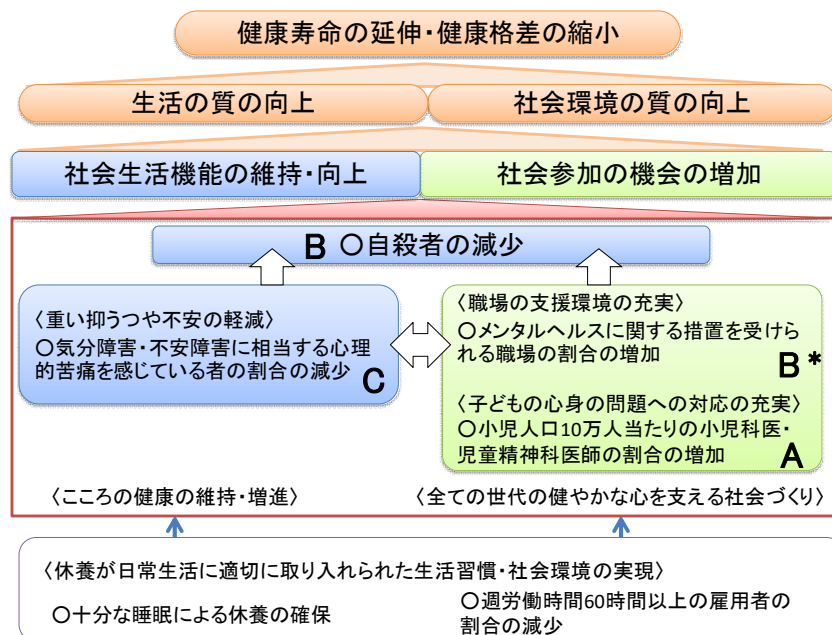 健康寿命の延伸・健康格差の縮小
生活の質の向上
社会環境の質の向上
社会生活機能の維持・向上
社会参加の機会の増加
B 〇自殺者の減少
〈重い抑うつや不安の軽減〉
〇気分障害・不安障害に相当する心理
的苦痛を感じている者の割合の減少
C
〈職場の支援環境の充実〉
〇メンタルヘルスに関する措置を受けら
れる職場の割合の増加
B*
〈子どもの心身の問題への対応の充実〉
〇小児人口10万人当たりの小児科医・
児童精神科医師の割合の増加
A
〈こころの健康の維持・増進〉
〈全ての世代の健やかな心を支える社会づくり〉
〈休養が日常生活に適切に取り入れられた生活習慣・社会環境の実現〉
〇十分な睡眠による休養の確保
〇週労働時間60時間以上の雇用者の
割合の減少